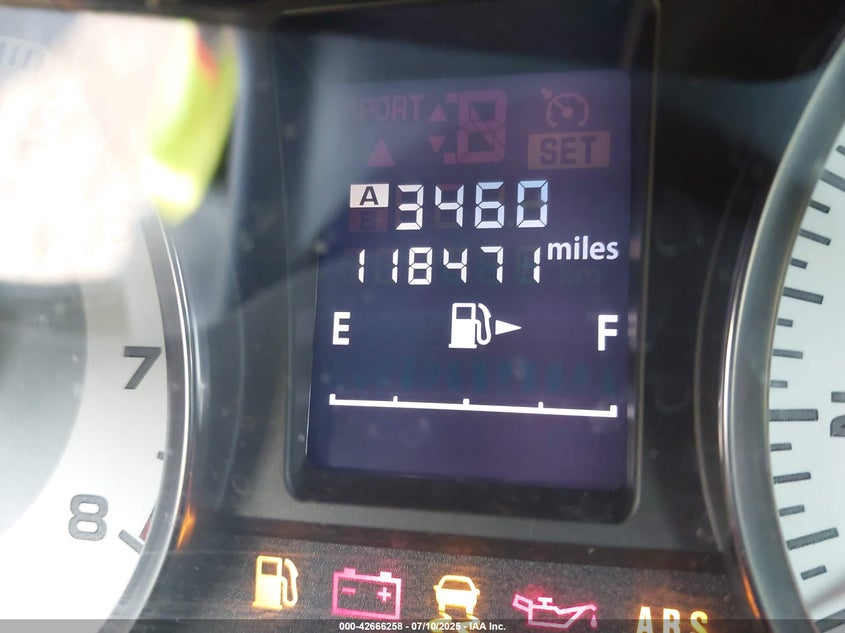 SPORT
SET
A 3460
118471 miles
km
E F
7
8
ABS
000-42666258 - 07/10/2025 - IAA Inc.